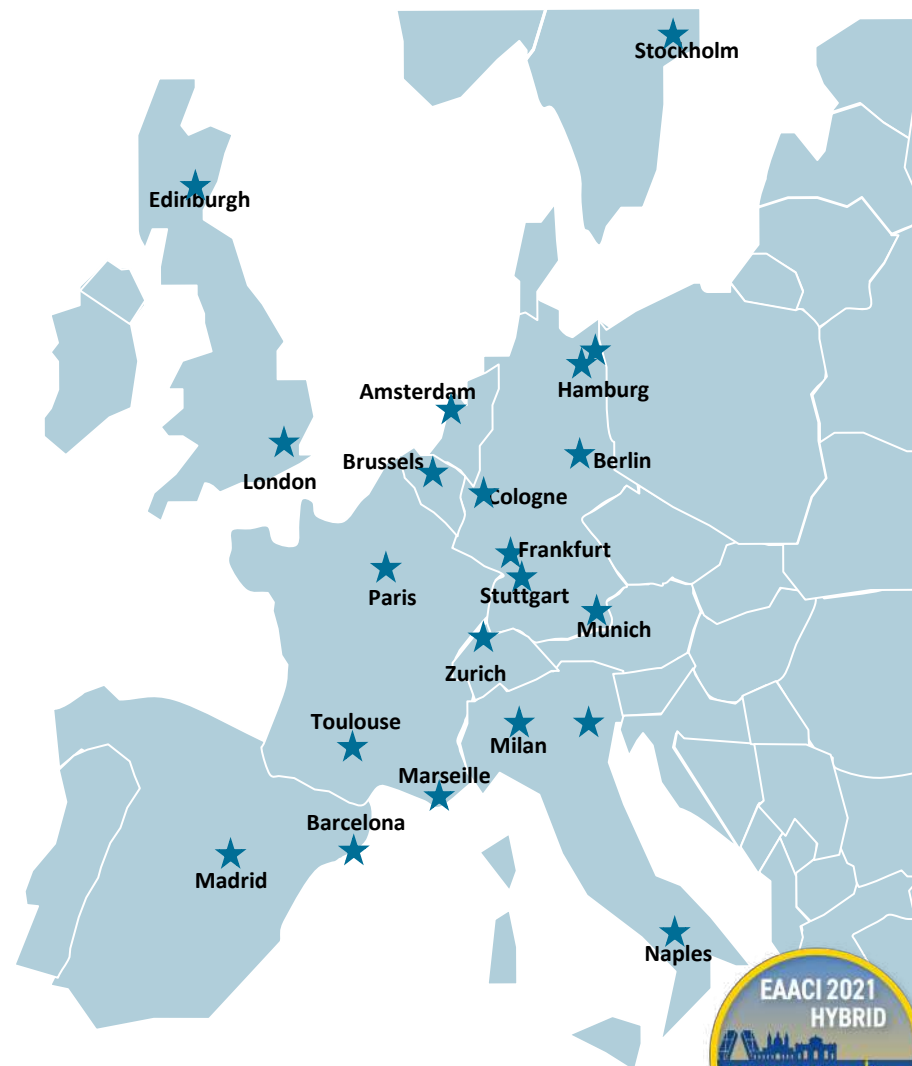 Stockholm
Edinburgh
Hamburg
Amsterdam
Berlin
Brussels
London
Cologne
Frankfurt
Stuttgart
Paris
Munich
Zurich
Toulouse
Milan
Marseille
Barcelona
Madrid
Naples
EAACI 2021
HYBRID